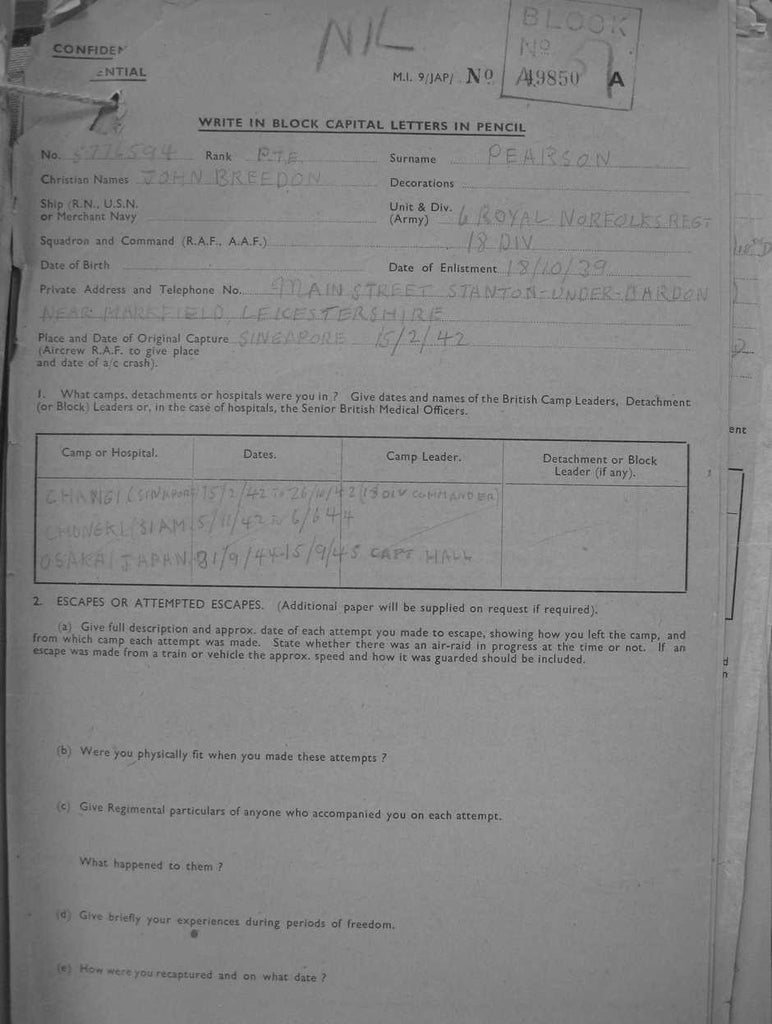 CONFIDEN
ENTIAL
NIL
BLOCK
No
M.I. 9/JAP/ No 49850 A
WRITE IN BLOCK CAPITAL LETTERS IN PENCIL
No. 5776594 Rank PTE Surname PEARSON
Christian Names JOHN BREEDON Decorations
Ship (R.N., U.S.N. or Merchant Navy Unit & Div. (Army) 6 ROYAL NORFOLKS REGT
Squadron and Command (R.A.F., A.A.F.) 18 DIV
Date of Birth Date of Enlistment 18/10/39
Private Address and Telephone No. 9 MAIN STREET STANTON-UNDER-BARDON
NEAR MARKFIELD, LEICESTERSHIRE
Place and Date of Original Capture SINGAPORE 15/2/42
(Aircrew R.A.F. to give place
and date of a/c crash).
1. What camps, detachments or hospitals were you in ? Give dates and names of the British Camp Leaders, Detachment
(or Block) Leaders or, in the case of hospitals, the Senior British Medical Officers.
Camp or Hospital. Dates. Camp Leader. Detachment or Block
Leader (if any).
CHANGI (SINAPORE 15/2/42 TO 26/10/42 (18 DIV COMMANDER)
CHUNGKI/SIAM 5/11/42 TO 6/6/44
OSAKA/JAPAN 31/9/44-15/9/45 CAPT HALL
2. ESCAPES OR ATTEMPTED ESCAPES. (Additional paper will be supplied on request if required).
(a) Give full description and approx. date of each attempt you made to escape, showing how you left the camp, and
from which camp each attempt was made. State whether there was an air-raid in progress at the time or not. If an
escape was made from a train or vehicle the approx. speed and how it was guarded should be included.
(b) Were you physically fit when you made these attempts ?
(c) Give Regimental particulars of anyone who accompanied you on each attempt.
What happened to them ?
(d) Give briefly your experiences during periods of freedom.
(e) How were you recaptured and on what date ?